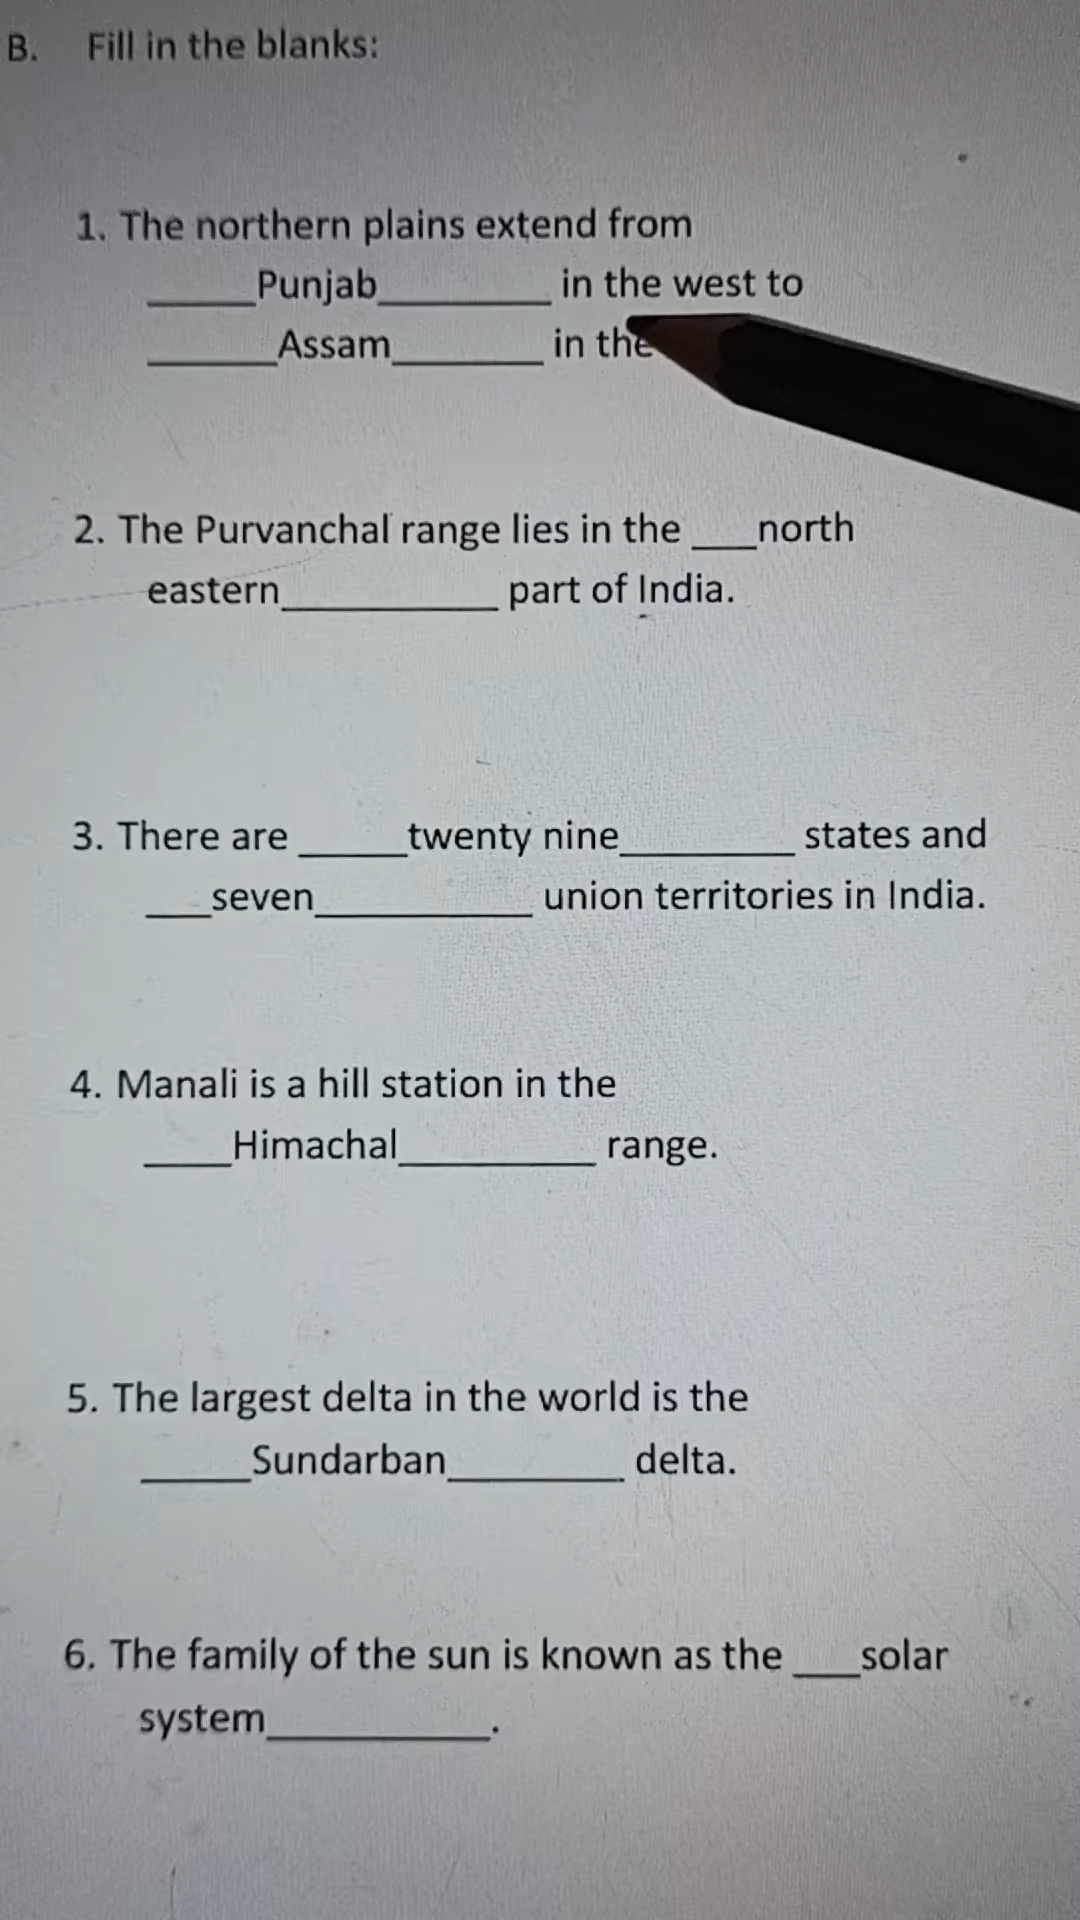 B. Fill in the blanks:
1. The northern plains extend from
_____Punjab________ in the west to
______Assam_______ in the
2. The Purvanchal range lies in the ___north
eastern__________ part of India.
3. There are _____twenty nine________ states and
___seven__________ union territories in India.
4. Manali is a hill station in the
____Himachal_________ range.
5. The largest delta in the world is the
_____Sundarban________ delta.
6. The family of the sun is known as the ___solar
system__________.